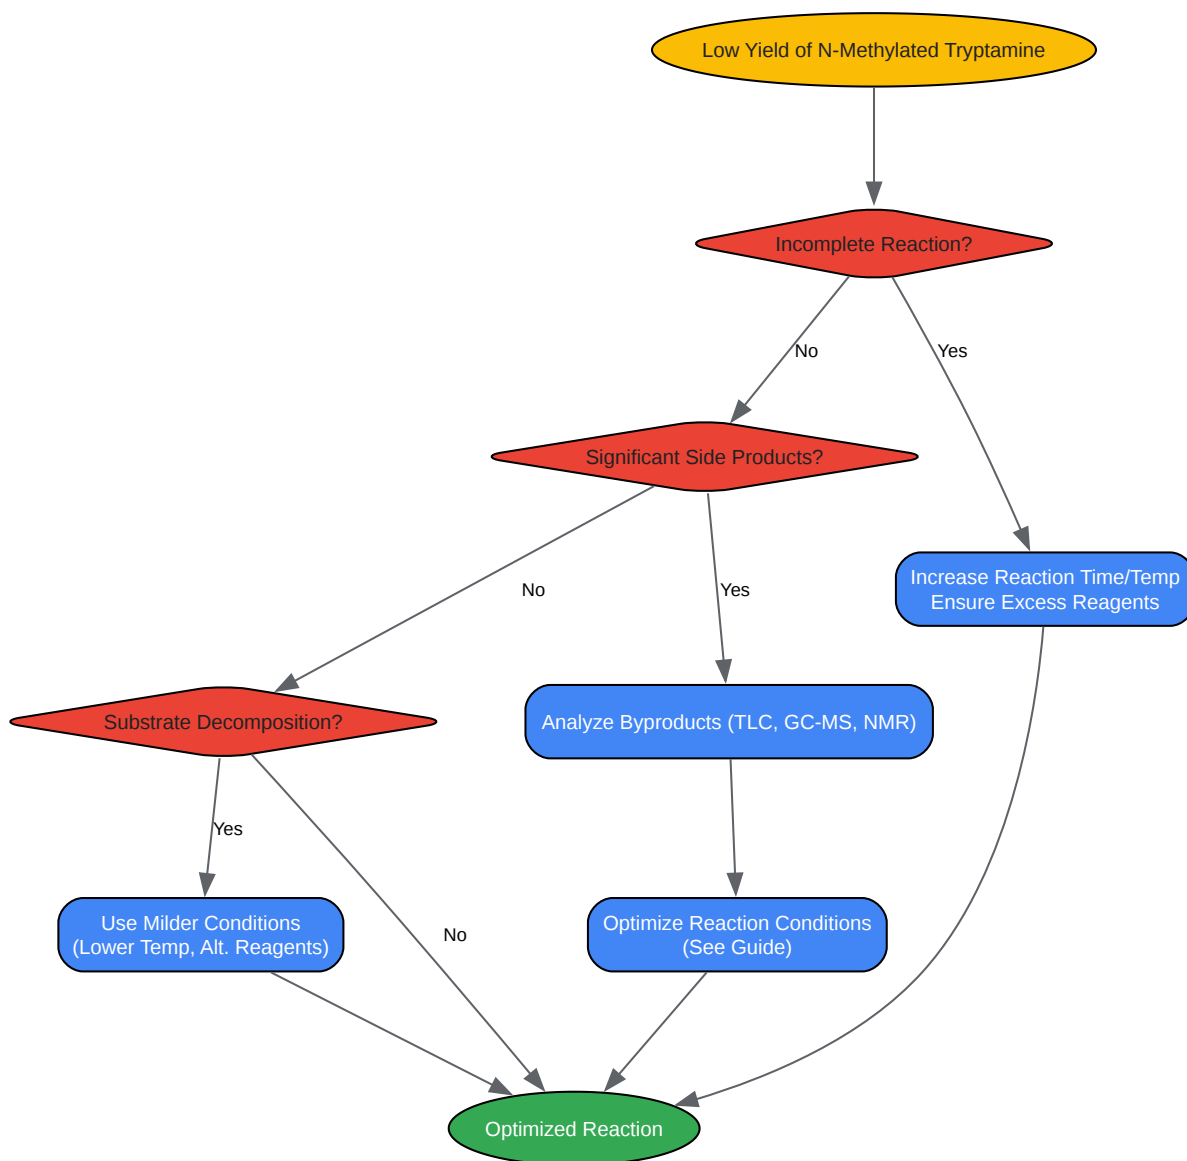 Low Yield of N-Methylated Tryptamine
Incomplete Reaction?
No
Yes
Significant Side Products?
Increase Reaction Time/Temp
Ensure Excess Reagents
No
Yes
Substrate Decomposition?
Analyze Byproducts (TLC, GC-MS, NMR)
Yes
Use Milder Conditions
(Lower Temp, Alt. Reagents)
No
Optimize Reaction Conditions
(See Guide)
Optimized Reaction